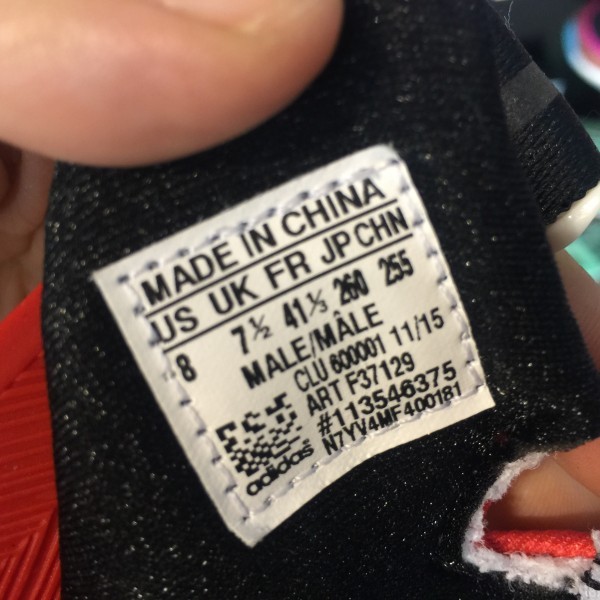 MADE IN CHINA
US UK FR JP CHN
8 7½ 41⅓ 260 255
MALE/MÂLE
CLU 600001 11/15
ART F37129
#113546375
N7YV4MF400181
adidas